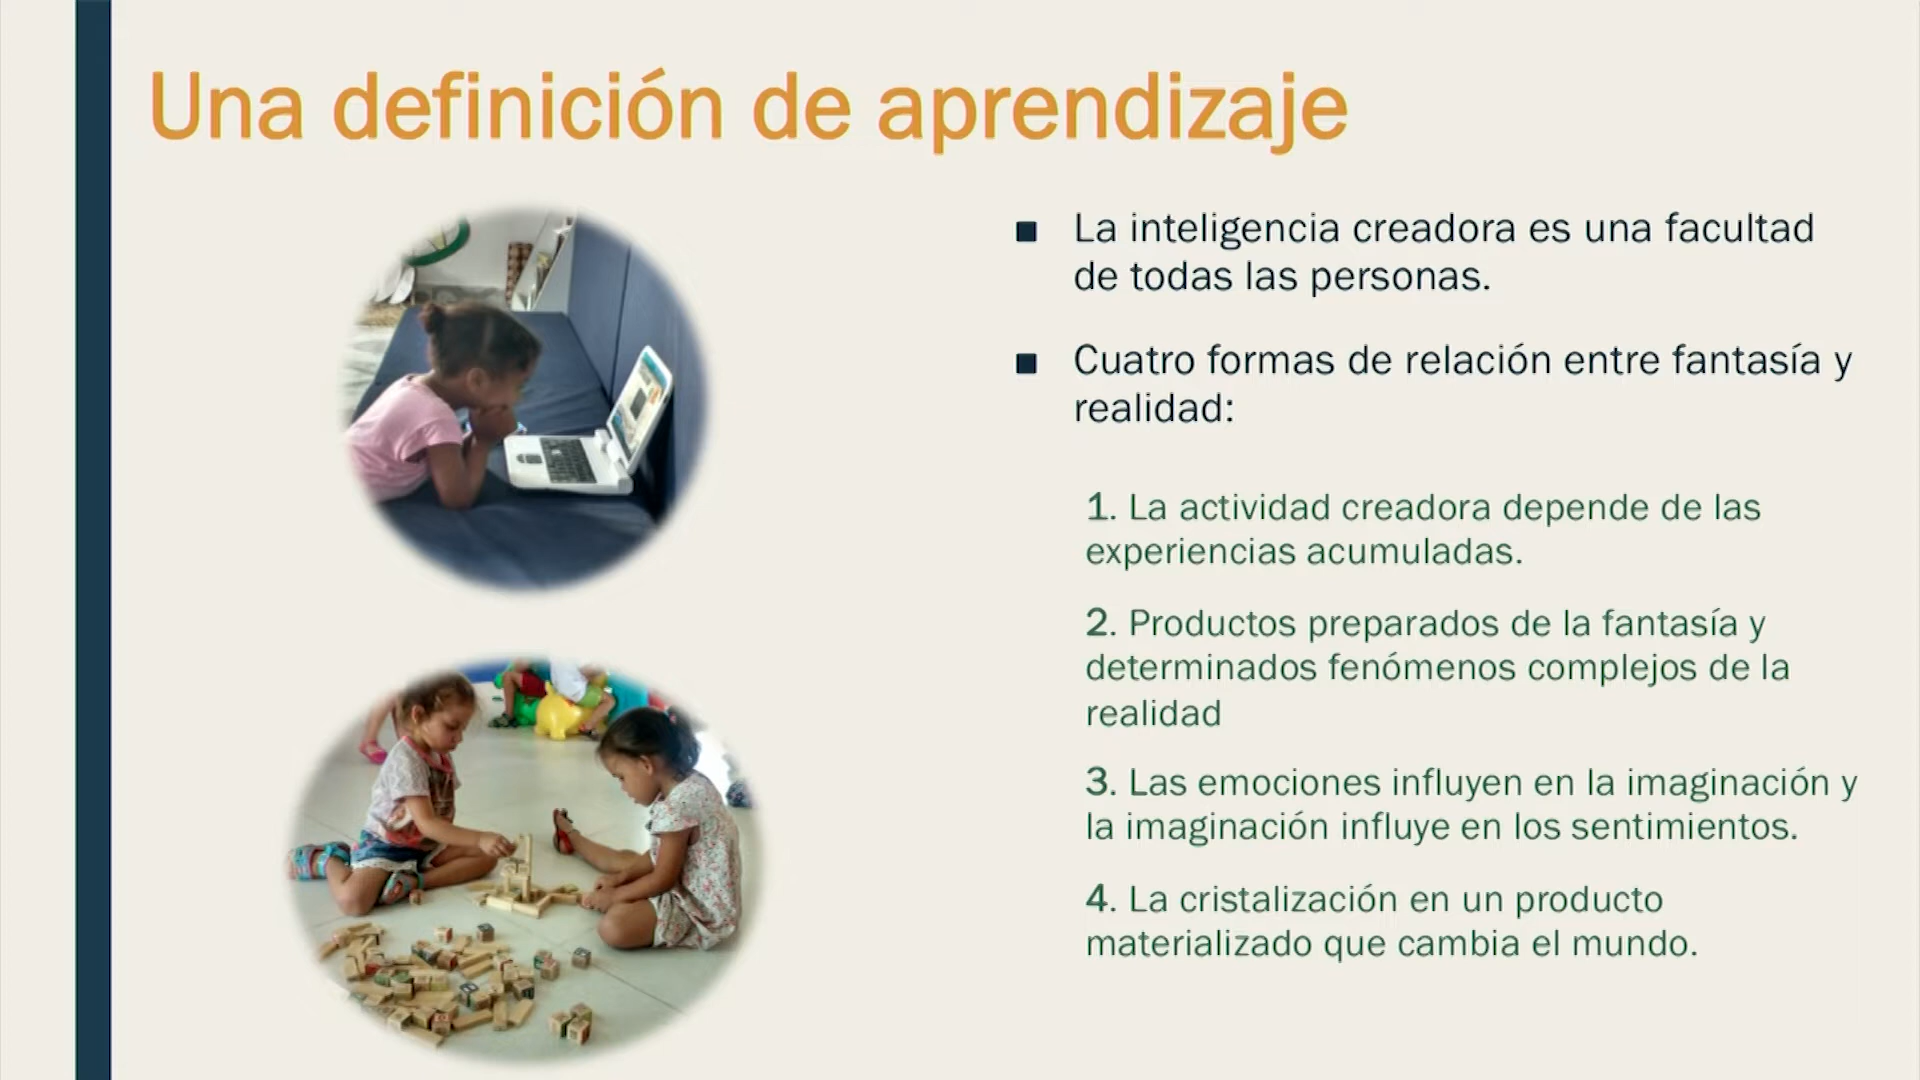 Una definición de aprendizaje
■ La inteligencia creadora es una facultad
de todas las personas.
■ Cuatro formas de relación entre fantasía y
realidad:
1. La actividad creadora depende de las
experiencias acumuladas.
2. Productos preparados de la fantasía y
determinados fenómenos complejos de la
realidad
3. Las emociones influyen en la imaginación y
la imaginación influye en los sentimientos.
4. La cristalización en un producto
materializado que cambia el mundo.